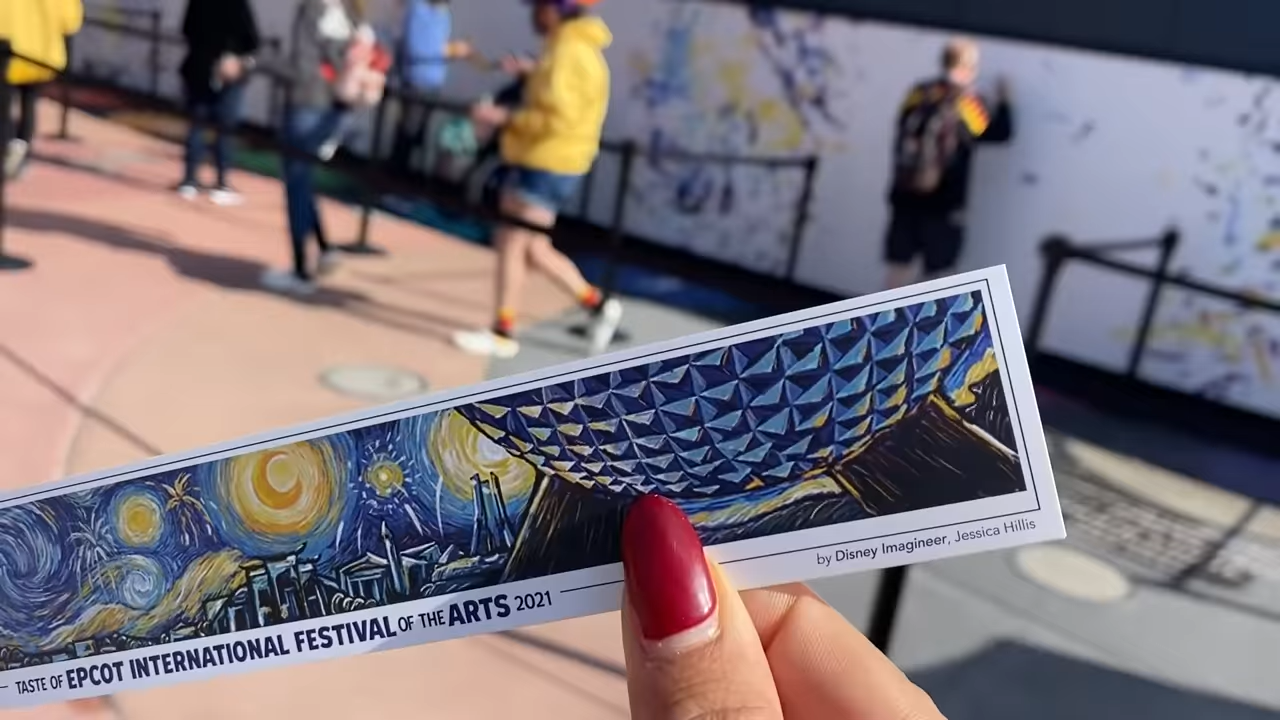 TASTE OF EPCOT INTERNATIONAL FESTIVAL OF THE ARTS 2021
by Disney Imagineer, Jessica Hillis